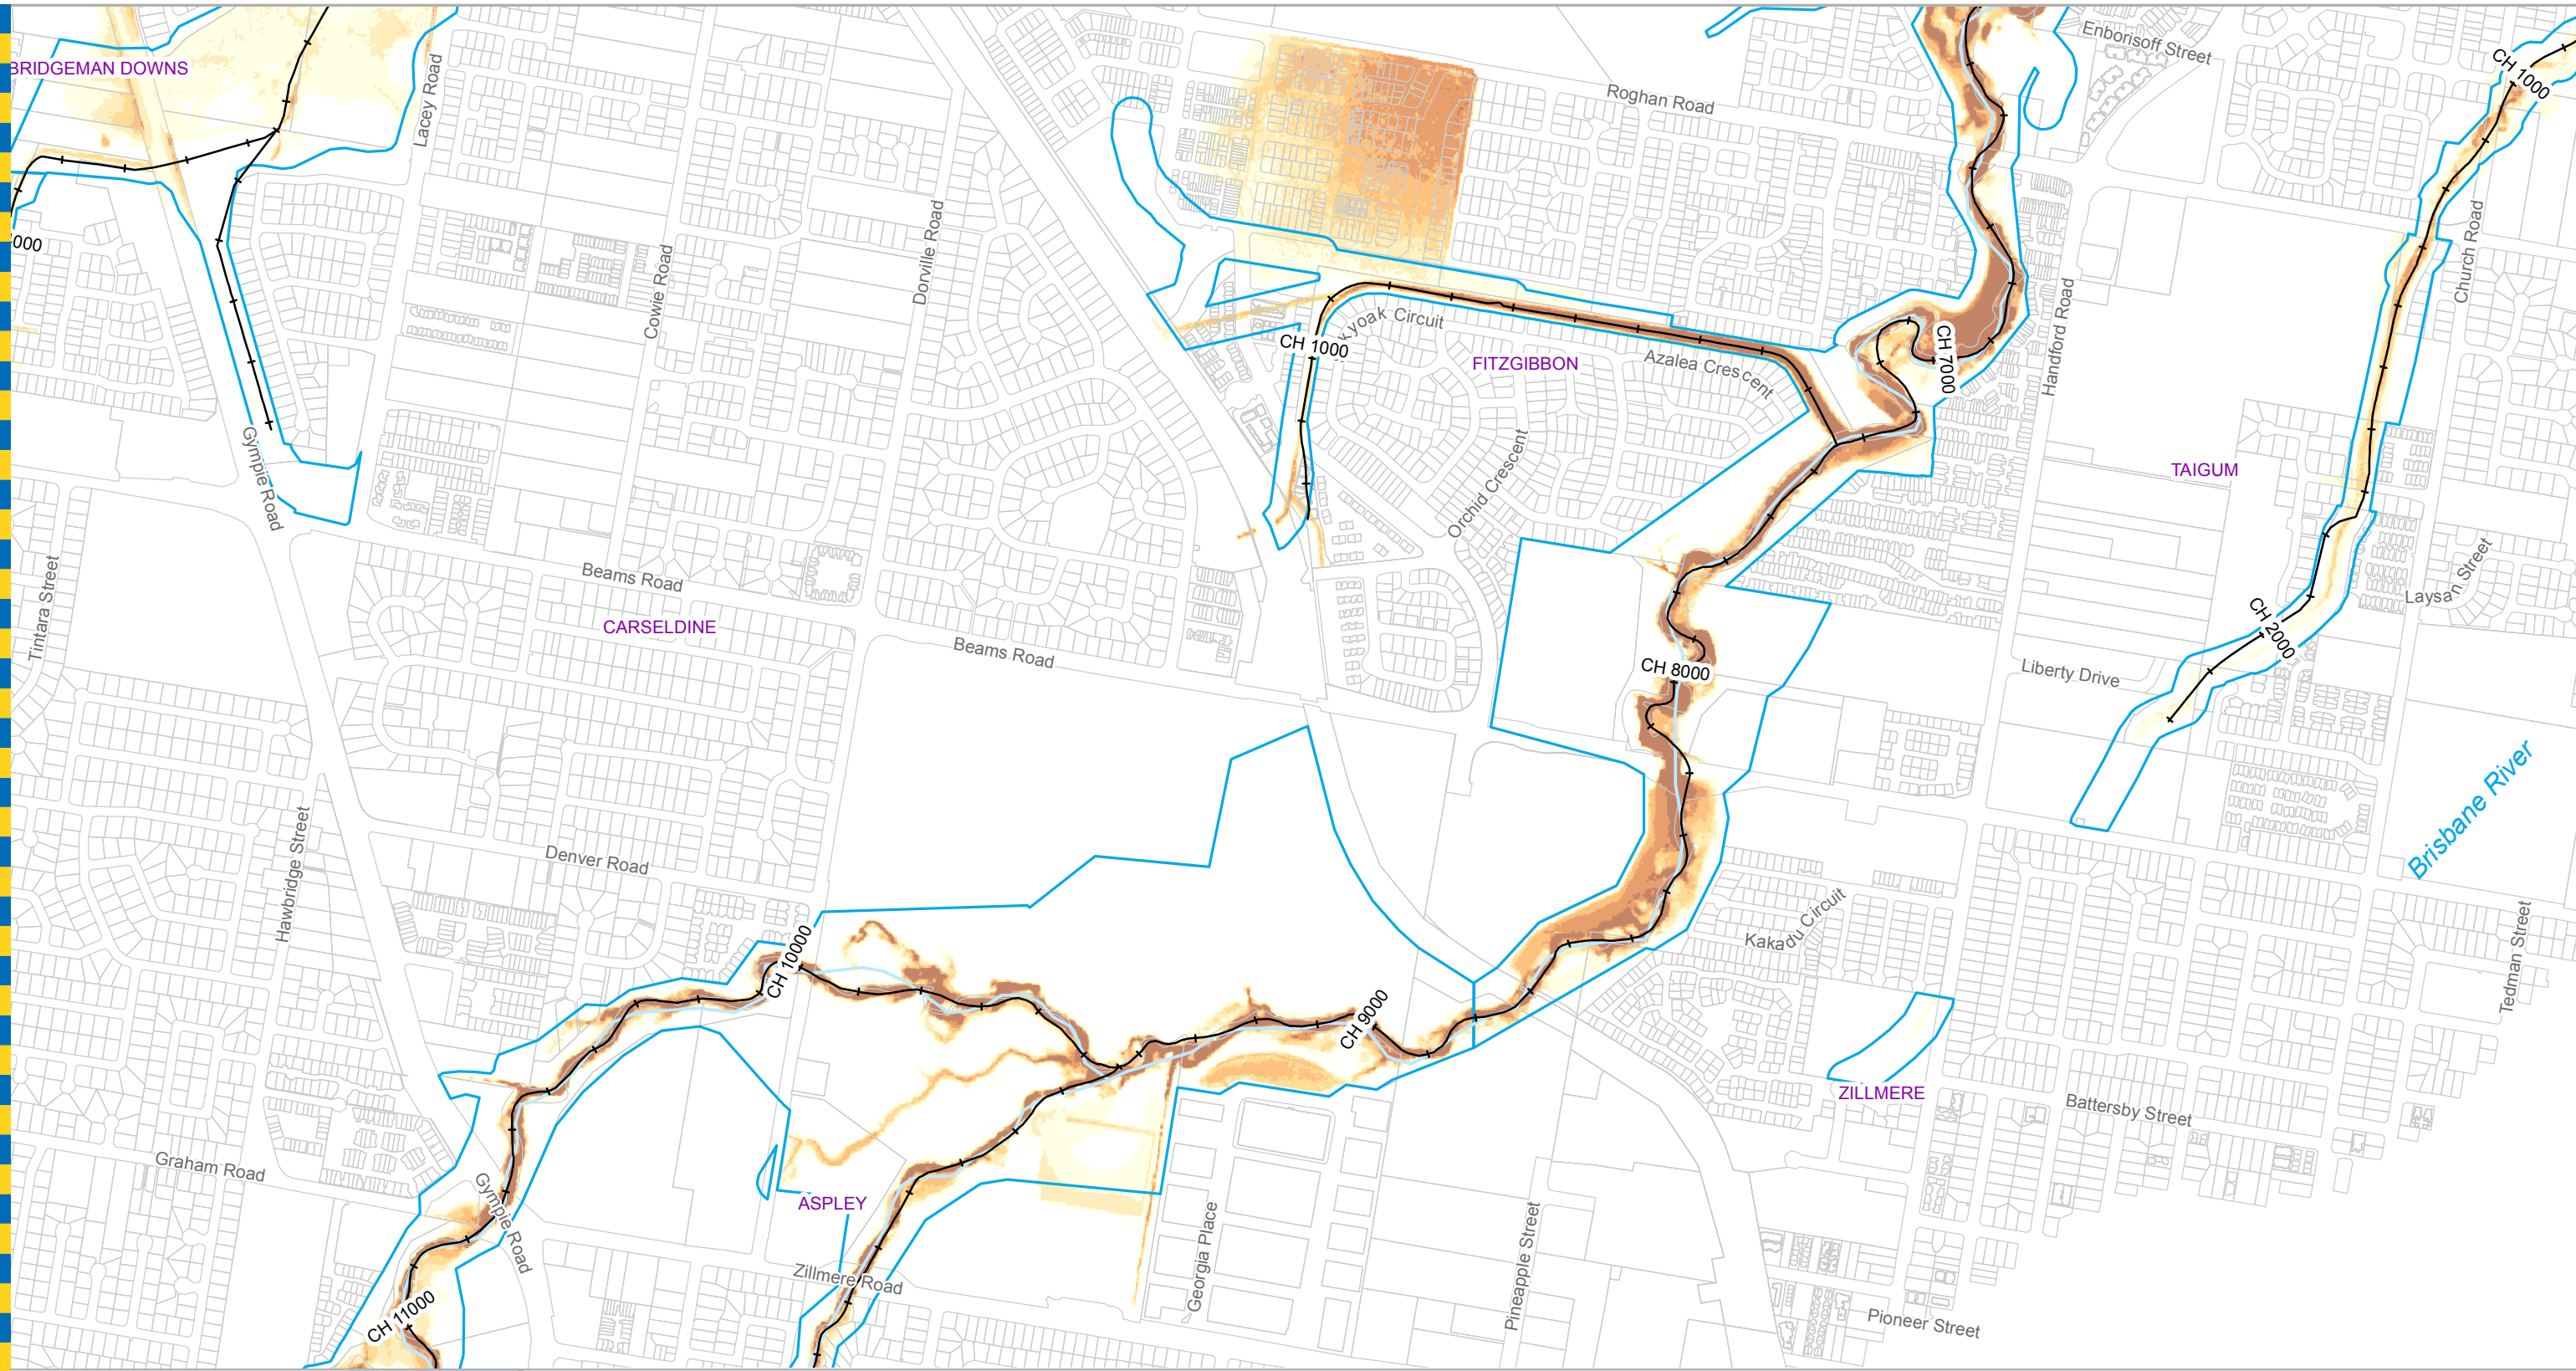 Enborisoff Street
CH 1000
BRIDGEMAN DOWNS
Lacey Road
Roghan Road
000
Dorville Road
Church Road
Cowie Road
Handford Road
yoak Circuit
CH 1000
FITZGIBBON
Azalea Crescent
CH 7000
TAIGUM
Gympie Road
Orchid Crescent
Beams Road
Tintara Street
Laysan Street
CARSELDINE
Beams Road
CH 2000
CH 8000
Liberty Drive
Brisbane River
Hawbridge Street
Denver Road
Kakadu Circuit
Tedman Street
CH 10000
CH 9000
ZILLMERE
Battersby Street
Graham Road
Gympie Road
ASPLEY
Georgia Place
Pineapple Street
Zillmere Road
CH 11000
Pioneer Street